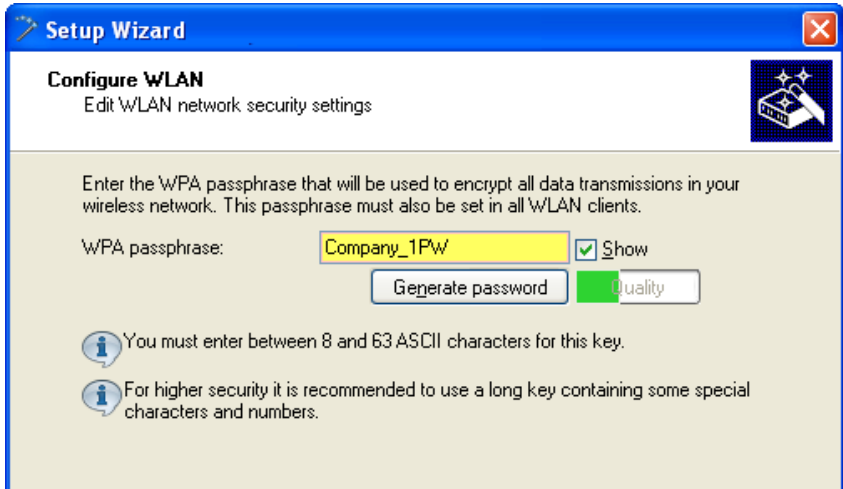 Setup Wizard
Configure WLAN
Edit WLAN network security settings
Enter the WPA passphrase that will be used to encrypt all data transmissions in your
wireless network. This passphrase must also be set in all WLAN clients.
WPA passphrase: Company_1PW Show
Generate password Quality
You must enter between 8 and 63 ASCII characters for this key.
For higher security it is recommended to use a long key containing some special
characters and numbers.